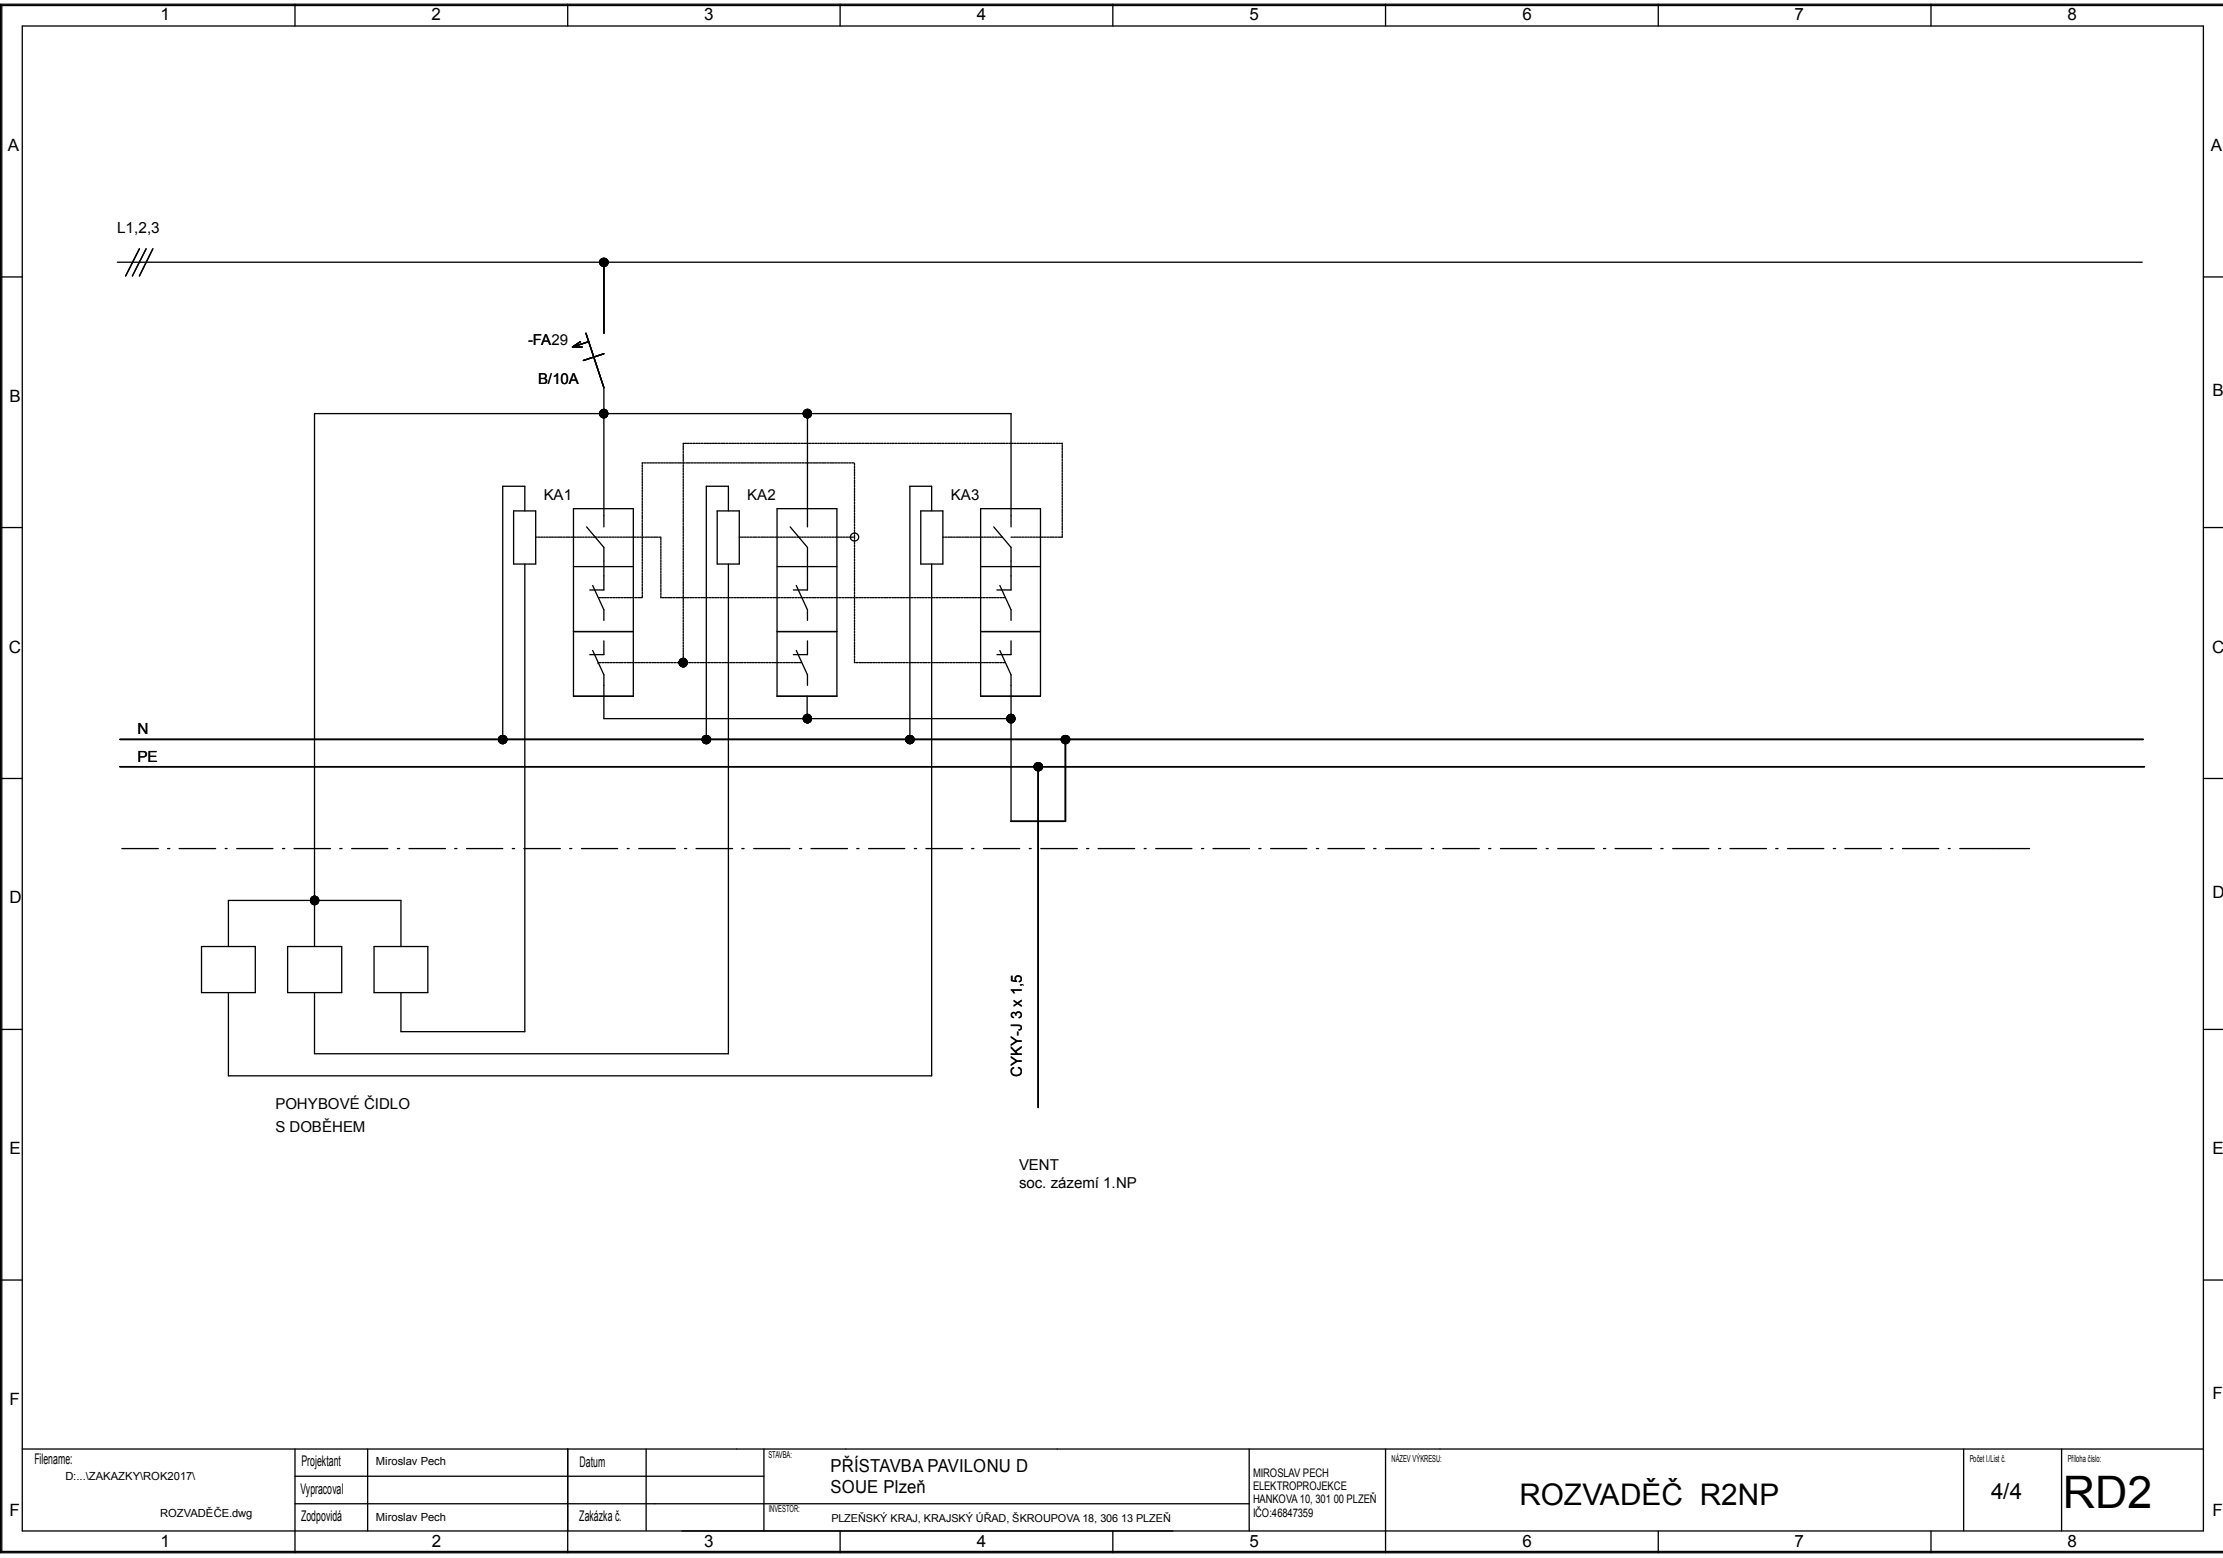 1 2 3 4 5 6 7 8
A A
L1,2,3
-FA29
B/10A
B B
KA1 KA2 KA3
C C
N
PE
D D
CYKY-J 3 x 1,5
POHYBOVÉ ČIDLO
S DOBĚHEM
E E
VENT
soc. zázemí 1.NP
F F
Filename:
D:...\ZAKAZKY\ROK2017\
ROZVADĚČE.dwg
Projektant Miroslav Pech Datum
Vypracoval
Zodpovídá Miroslav Pech Zakázka č.
STAVBA:
PŘÍSTAVBA PAVILONU D
SOUE Plzeň
INVESTOR:
PLZEŇSKÝ KRAJ, KRAJSKÝ ÚŘAD, ŠKROUPOVA 18, 306 13 PLZEŇ
MIROSLAV PECH
ELEKTROPROJEKCE
HANKOVA 10, 301 00 PLZEŇ
IČO:46847359
NÁZEV VÝKRESU:
ROZVADĚČ R2NP
Počet l./List č.
4/4
Příloha číslo:
RD2
F F
1 2 3 4 5 6 7 8